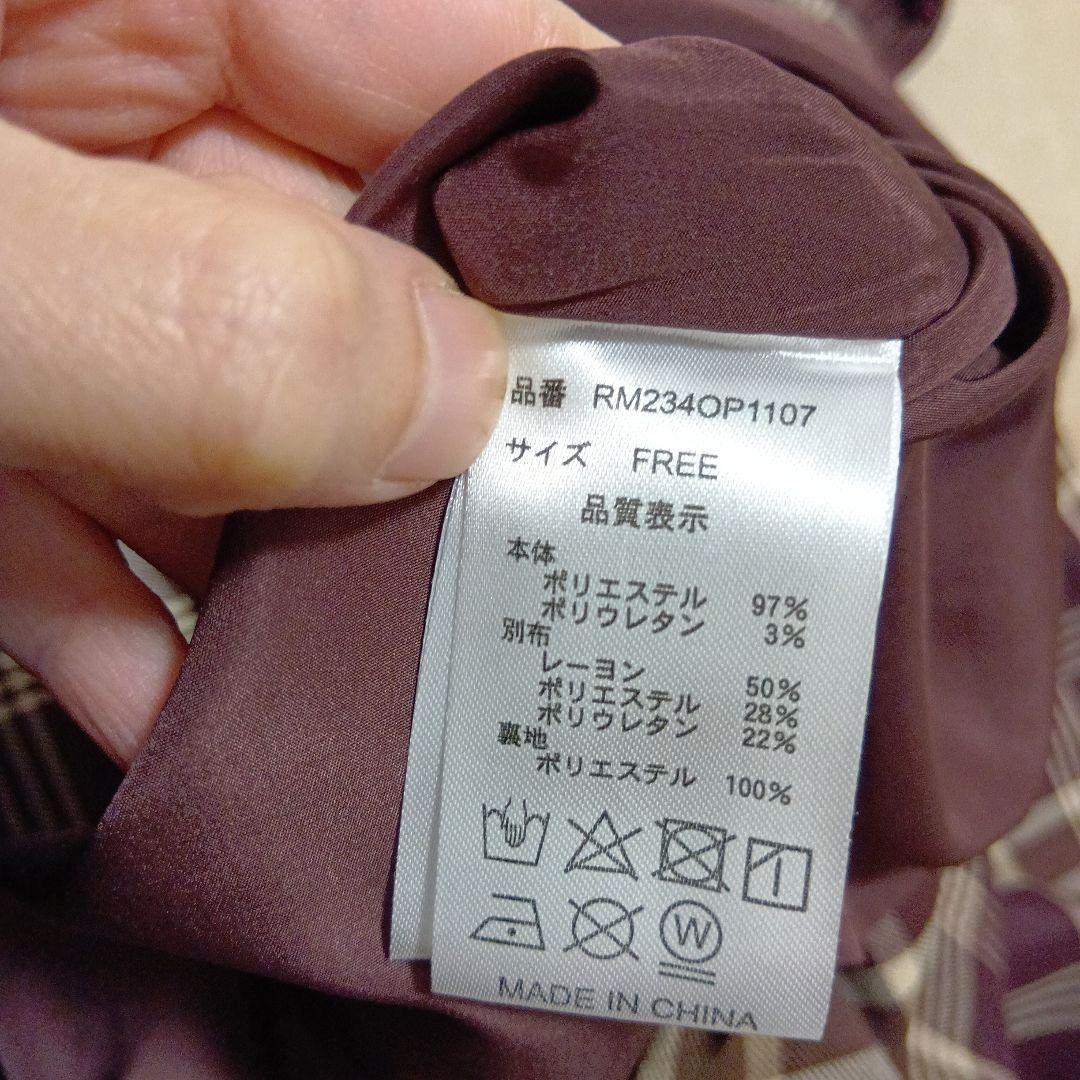 品番 RM234OP1107
サイズ FREE
品質表示
本体
ポリエステル 97%
ポリウレタン 3%
別布
レーヨン 50%
ポリエステル 28%
ポリウレタン 22%
裏地
ポリエステル 100%
W
MADE IN CHINA